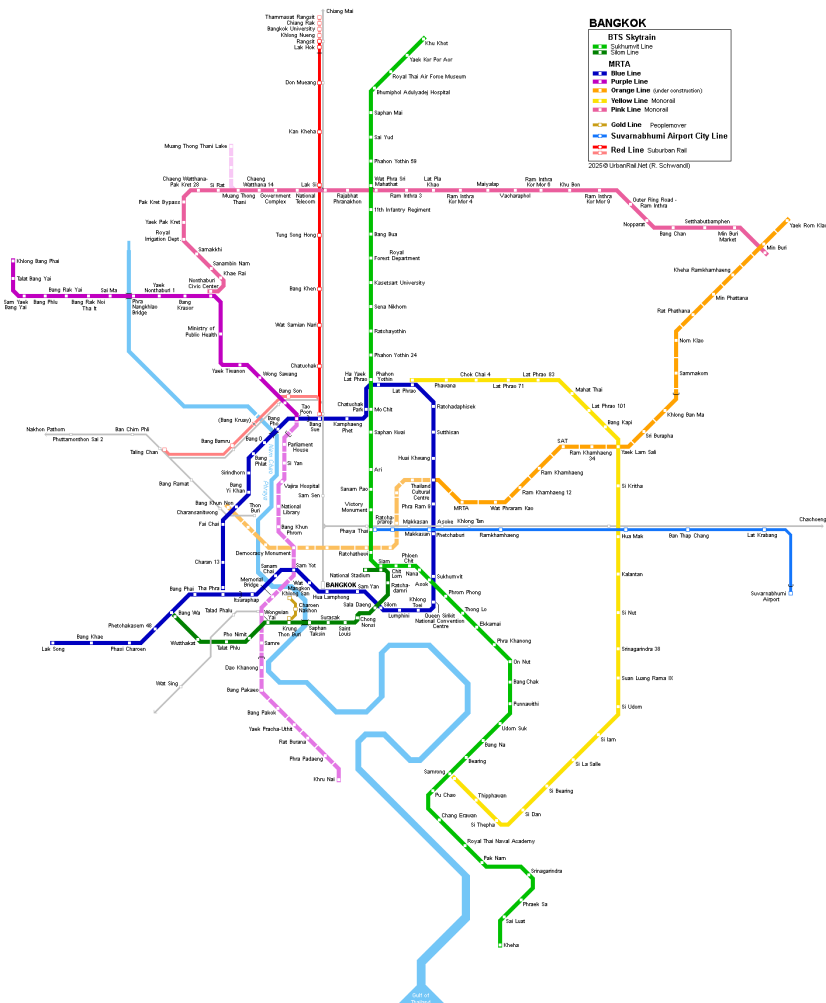 BANGKOK
BTS Skytrain
Sukhumvit Line
Silom Line
MRTA
Blue Line
Purple Line
Orange Line (under construction)
Yellow Line Monorail
Pink Line Monorail
Gold Line Peoplemover
Suvarnabhumi Airport City Line
Red Line Suburban Rail
2025 © UrbanRail.Net (R. Schwandl)
Chiang Mai
Thammasat Rangsit
Chiang Rak
Bangkok University
Khlong Nueng
Rangsit
Lak Hok
Don Mueang
Kan Kheha
Lak Si
Tung Song Hong
Bang Khen
Wat Samian Nari
Chatuchak
Bang
Sue
Khu Khot
Yaek Kor Por Aor
Royal Thai Air Force Museum
Bhumiphol Adulyadej Hospital
Saphan Mai
Sai Yud
Phahon Yothin 59
Wat Phra Sri
Mahathat
11th Infantry Regiment
Bang Bua
Royal
Forest Department
Kasetsart University
Sena Nikhom
Ratchayothin
Phahon Yothin 24
Ha Yaek
Lat Phrao
Phahon
Yothin
Mo Chit
Saphan Kwai
Ari
Sanam Pao
Victory
Monument
Phaya Thai
Ratchathewi
Siam
Chit
Lom
Phloen
Chit
Nana
Asok
Phrom Phong
Thong Lo
Ekkamai
Phra Khanong
On Nut
Bang Chak
Punnawithi
Udom Suk
Bang Na
Bearing
Samrong
Pu Chao
Chang Erawan
Royal Thai Naval Academy
Pak Nam
Srinagarindra
Phraek Sa
Sai Luat
Kheha
Muang Thong Thani Lake
Chaeng Watthana-
Pak Kret 28
Si Rat
Muang Thong
Thani
Chaeng
Watthana 14
Government
Complex
National
Telecom
Rajabhat
Phranakhon
Ram Inthra 3
Lat Pla
Khao
Ram Inthra
Kor Mor 4
Maiyalap
Vacharaphol
Ram Inthra
Kor Mor 6
Khu Bon
Ram Inthra
Kor Mor 9
Outer Ring Road -
Ram Inthra
Nopparat
Bang Chan
Setthabutbamphen
Min Buri
Market
Min Buri
Pak Kret Bypass
Yaek Pak Kret
Royal
Irrigation Dept.
Samakkhi
Sanambin Nam
Khae Rai
Nonthaburi
Civic Center
Khlong Bang Phai
Talat Bang Yai
Sam Yaek
Bang Yai
Bang Phlu
Bang Rak Yai
Bang Rak Noi
Tha It
Sai Ma
Phra
Nangkhlao
Bridge
Yaek
Nonthaburi 1
Bang
Krasor
Ministry of
Public Health
Yaek Tiwanon
Wong Sawang
Bang Son
Tao
Poon
(Bang Kruay)
Bang
Pho
Bang Bamru
Taling Chan
Nakhon Pathom
Phuttamonthon Sai 2
Ban Chim Phli
Bang Ramat
Parliament
House
Si Yan
Vajira Hospital
National
Library
Bang Khun
Phrom
Democracy Monument
Sam Yot
Sam Sen
Bang O
Bang
Phlat
Sirindhorn
Bang
Yi Khan
Bang Khun Non
Charansanitwong
Thon
Buri
Fai Chai
Charan 13
Tha Phra
Bang Phai
Itsaraphap
Sanam
Chai
Memorial
Bridge
Wat
Mangkon
Hua Lamphong
BANGKOK
Sam Yan
Silom
Lumphini
Khlong
Toei
Queen Sirikit
National Convention
Centre
Sukhumvit
Phetchaburi
Phra Ram 9
Thailand
Cultural
Centre
Huai Khwang
Sutthisan
Ratchadaphisek
Lat Phrao
Chatuchak
Park
Kamphaeng
Phet
Phetchakasem 48
Bang Wa
Bang Khae
Phasi Charoen
Lak Song
Wutthakat
Talad Phalu
Talat Phlu
Pho Nimit
Wongwian
Yai
Krung
Thon Buri
Khlong San
Charoen
Nakhon
Saphan
Taksin
Surasak
Saint
Louis
Chong
Nonsi
Sala Daeng
Ratcha-
damri
National Stadium
Samre
Dao Khanong
Bang Pakaeo
Bang Pakok
Yaek Pracha-Uthit
Rat Burana
Phra Padaeng
Khru Nai
Wat Sing
Ratcha-
prarop
Makkasan
Makkasan
Asoke
Khlong Tan
Ramkhamhaeng
Hua Mak
Ban Thap Chang
Lat Krabang
Suvarnabhumi
Airport
Chachoeng
MRTA
Wat Phraram Kao
Ram Khamhaeng 12
Ram Khamhaeng
34
SAT
Yaek Lam Sali
Sri Burapha
Khlong Ban Ma
Sammakorn
Nom Klao
Rat Phathana
Min Phattana
Kheha Ramkhamhaeng
Yaek Rom Klao
Phawana
Chok Chai 4
Lat Phrao 71
Lat Phrao 83
Mahat Thai
Lat Phrao 101
Bang Kapi
Si Kritha
Kalantan
Si Nut
Srinagarindra 38
Suan Luang Rama IX
Si Udom
Si Iam
Si La Salle
Si Bearing
Si Dan
Si Thepha
Thipphawan
Gulf of
Thailand